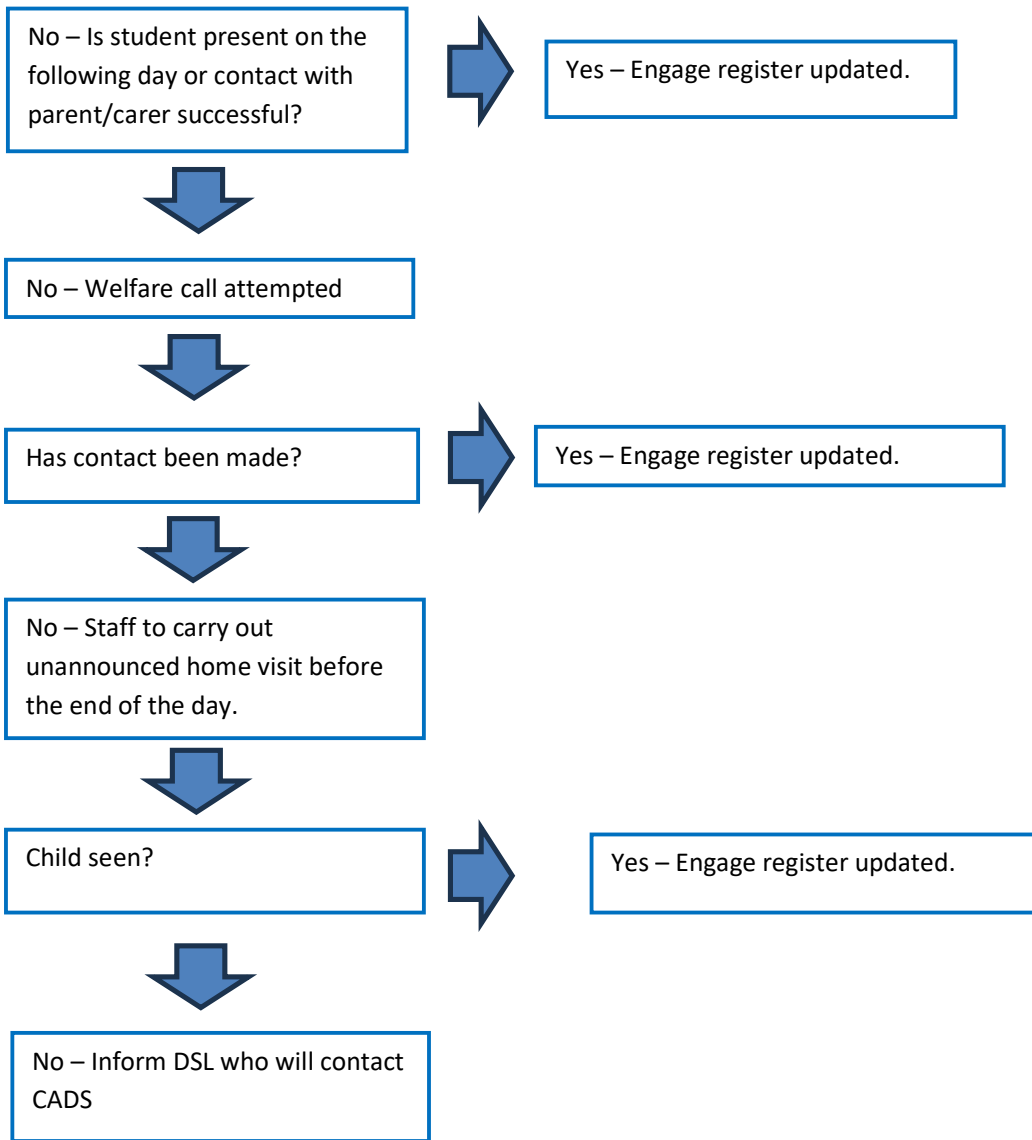 No – Is student present on the
following day or contact with
parent/carer successful?
Yes – Engage register updated.
No – Welfare call attempted
Has contact been made?
Yes – Engage register updated.
No – Staff to carry out
unannounced home visit before
the end of the day.
Child seen?
Yes – Engage register updated.
No – Inform DSL who will contact
CADS